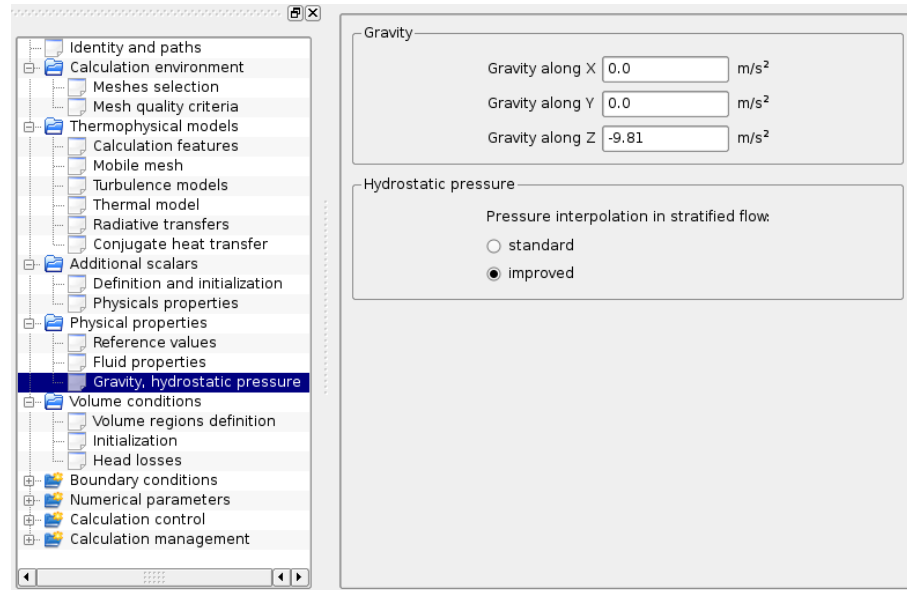 Identity and paths
Calculation environment
Meshes selection
Mesh quality criteria
Thermophysical models
Calculation features
Mobile mesh
Turbulence models
Thermal model
Radiative transfers
Conjugate heat transfer
Additional scalars
Definition and initialization
Physicals properties
Physical properties
Reference values
Fluid properties
Gravity, hydrostatic pressure
Volume conditions
Volume regions definition
Initialization
Head losses
Boundary conditions
Numerical parameters
Calculation control
Calculation management
Gravity
Gravity along X 0.0 m/s²
Gravity along Y 0.0 m/s²
Gravity along Z -9.81 m/s²
Hydrostatic pressure
Pressure interpolation in stratified flow:
standard
improved